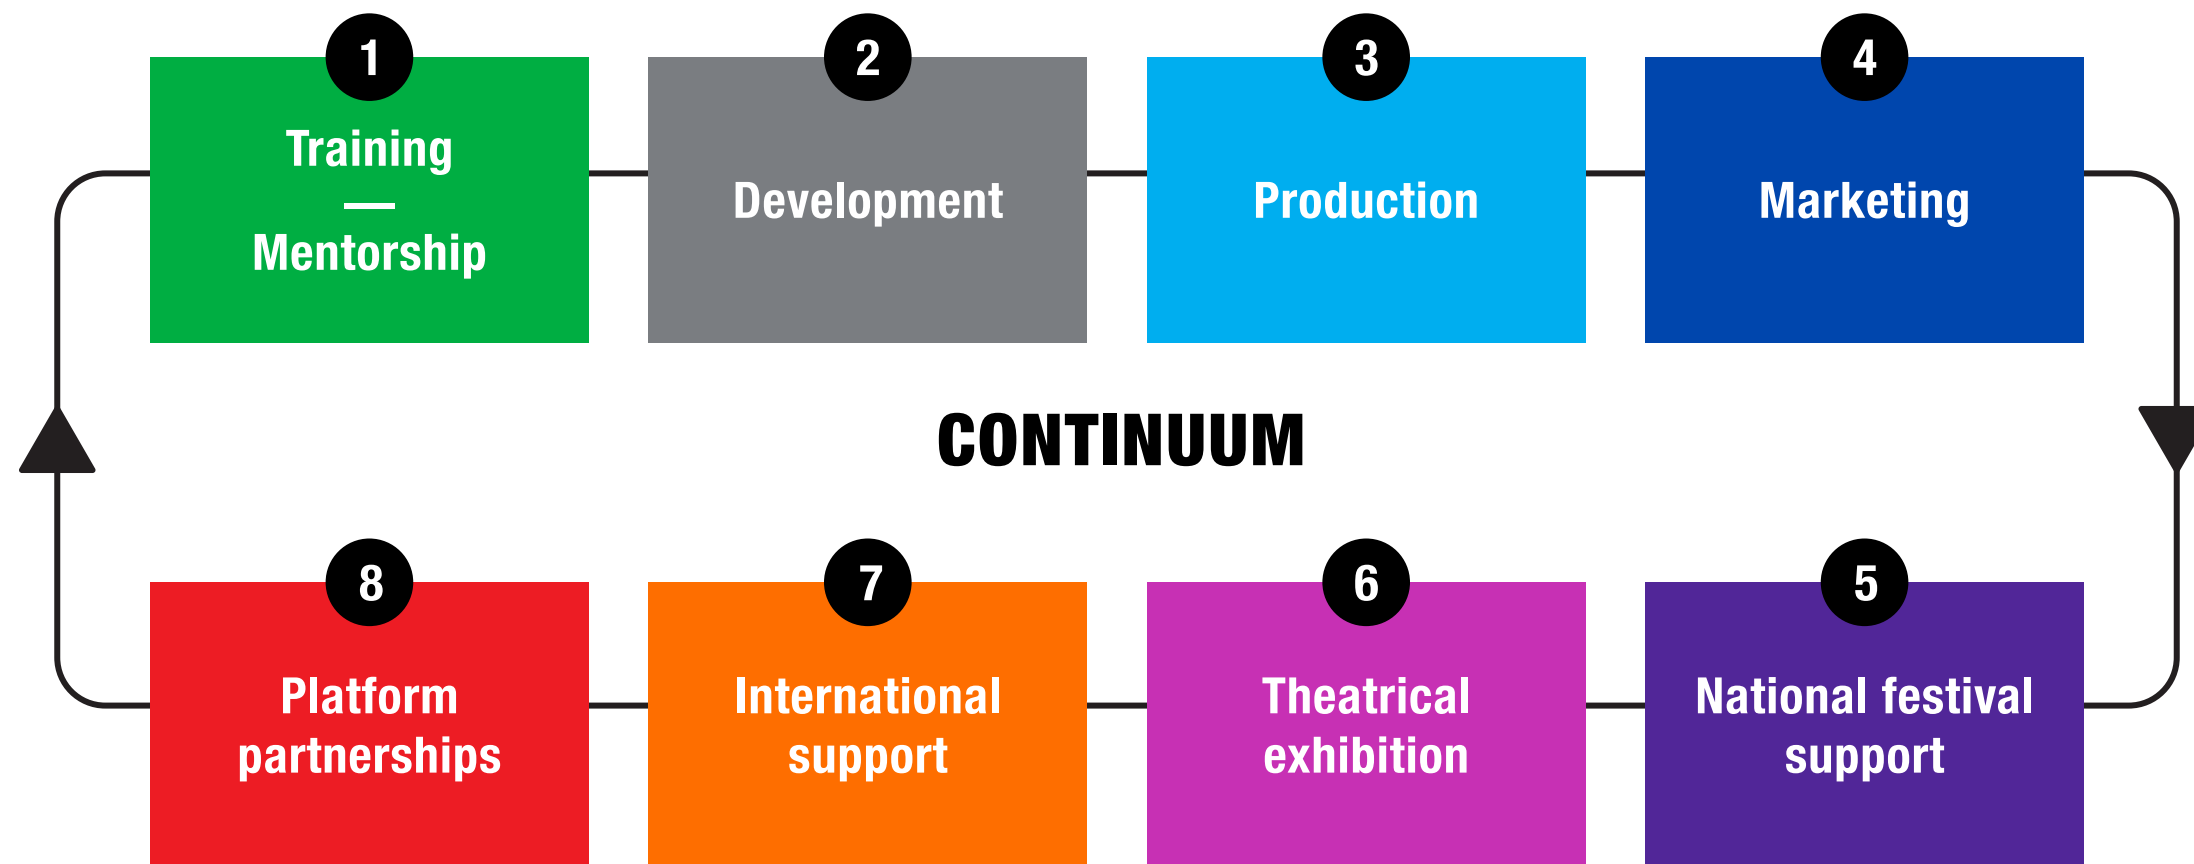 1
Training
—
Mentorship
2
Development
3
Production
4
Marketing
CONTINUUM
8
Platform
partnerships
7
International
support
6
Theatrical
exhibition
5
National festival
support